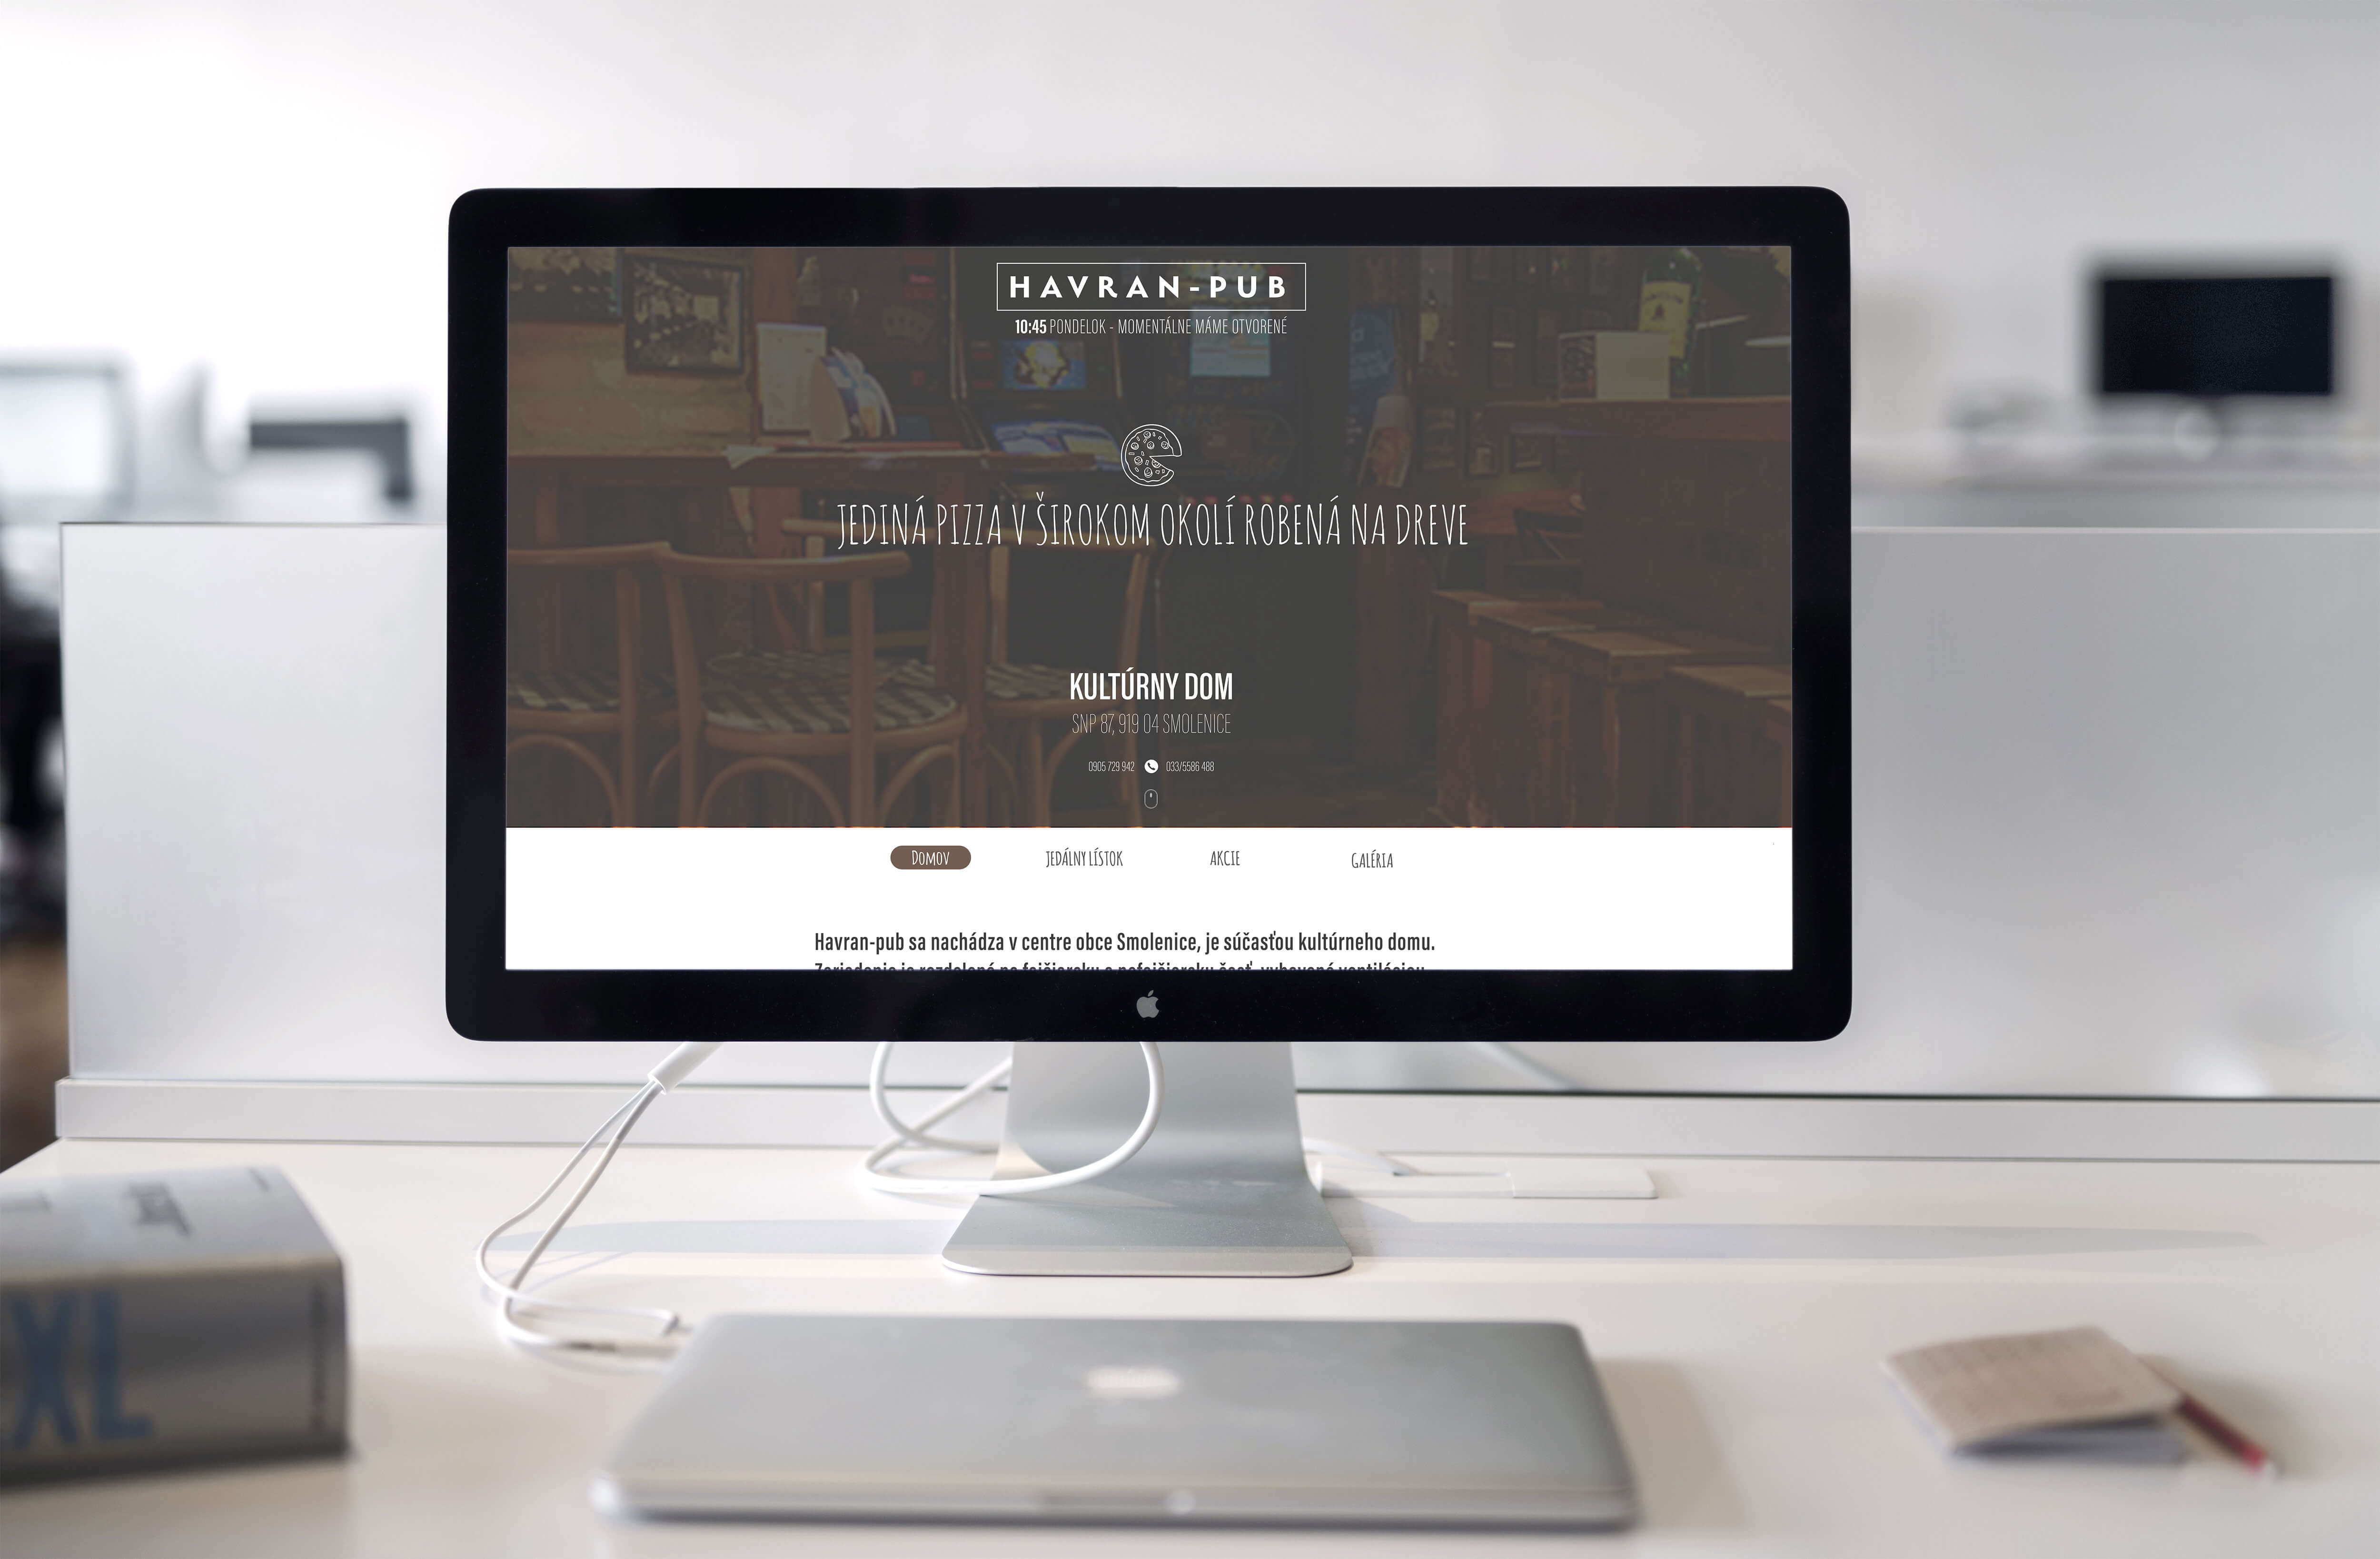 HAVRAN-PUB
10:45 PONDELOK - MOMENTÁLNE MÁME OTVORENÉ
JEDINÁ PIZZA V ŠIROKOM OKOLÍ ROBENÁ NA DREVE
KULTÚRNY DOM
SNP 87, 919 04 SMOLENICE
0905 729 942 033/5586 488
DOMOV JEDÁLNY LÍSTOK AKCIE GALÉRIA
Havran-pub sa nachádza v centre obce Smolenice, je súčasťou kultúrneho domu.
XL